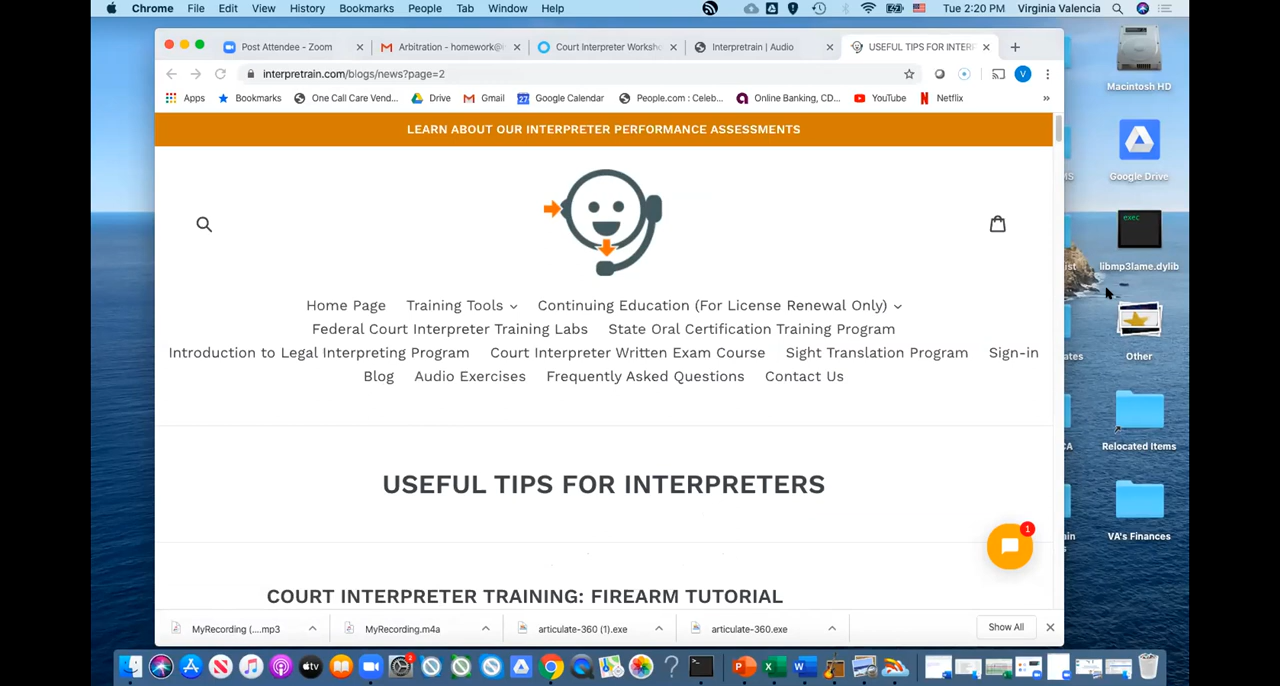 Chrome File Edit View History Bookmarks People Tab Window Help Tue 2:20 PM Virginia Valencia
Post Attendee - Zoom Arbitration - homework@ Court Interpreter Worksho Interpretrain | Audio USEFUL TIPS FOR INTERP
interpretrain.com/blogs/news?page=2
Apps Bookmarks One Call Care Vend... Drive Gmail Google Calendar People.com : Celeb... Online Banking, CD... YouTube Netflix
Macintosh HD
LEARN ABOUT OUR INTERPRETER PERFORMANCE ASSESSMENTS
Google Drive
exec
libmp3lame.dylib
Home Page Training Tools Continuing Education (For License Renewal Only)
Federal Court Interpreter Training Labs State Oral Certification Training Program
Introduction to Legal Interpreting Program Court Interpreter Written Exam Course Sight Translation Program Sign-in
Other
Blog Audio Exercises Frequently Asked Questions Contact Us
Relocated Items
USEFUL TIPS FOR INTERPRETERS
1
VA's Finances
COURT INTERPRETER TRAINING: FIREARM TUTORIAL
MyRecording (....mp3 MyRecording.m4a articulate-360 (1).exe articulate-360.exe Show All